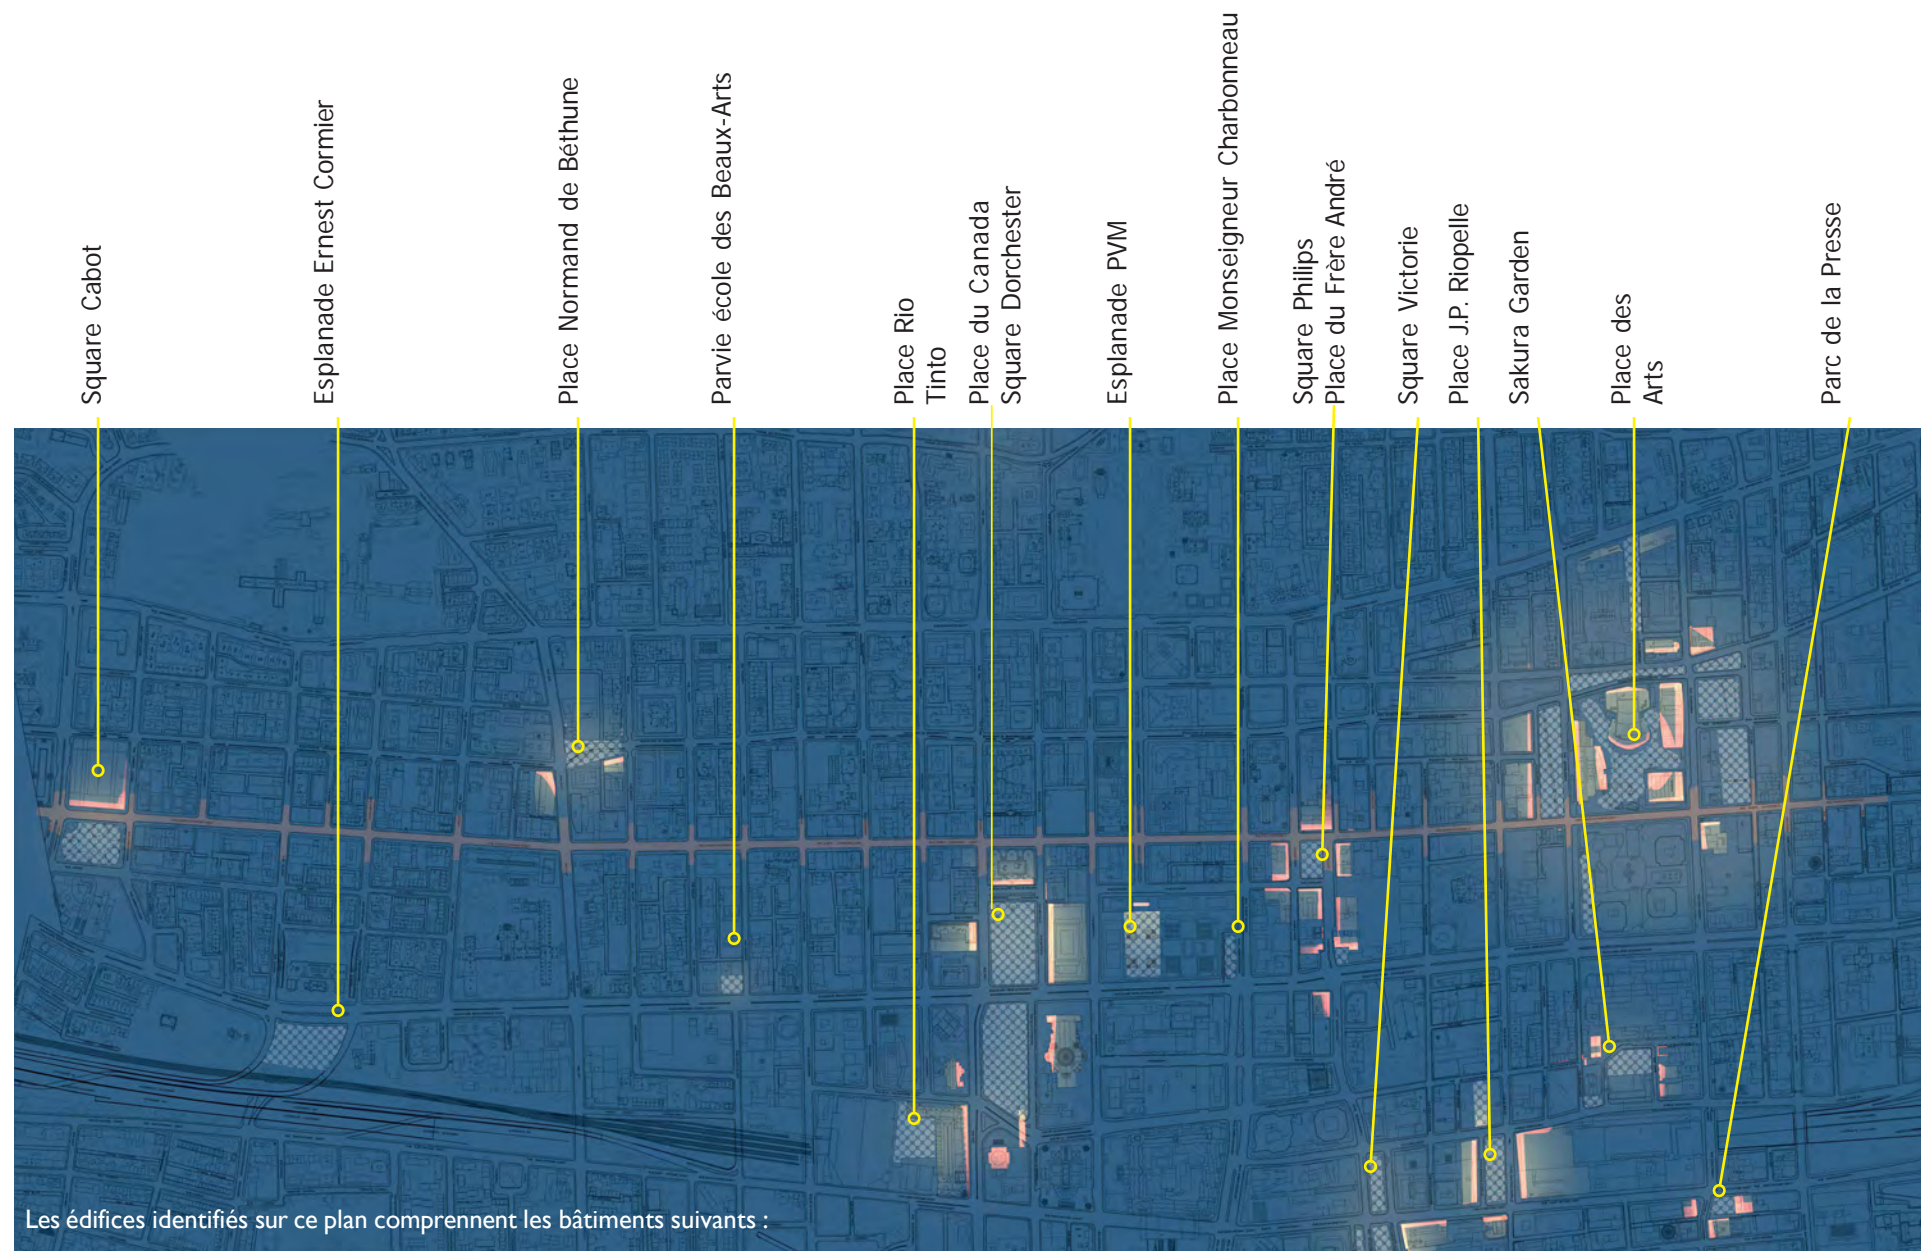 Square Cabot
Esplanade Ernest Cormier
Place Normand de Béthune
Parvie école des Beaux-Arts
Place Rio
Tinto
Place du Canada
Square Dorchester
Esplanade PVM
Place Monseigneur Charbonneau
Square Philips
Place du Frère André
Square Victorie
Place J.P. Riopelle
Sakura Garden
Place des
Arts
Parc de la Presse
Les édifices identifiés sur ce plan comprennent les bâtiments suivants :